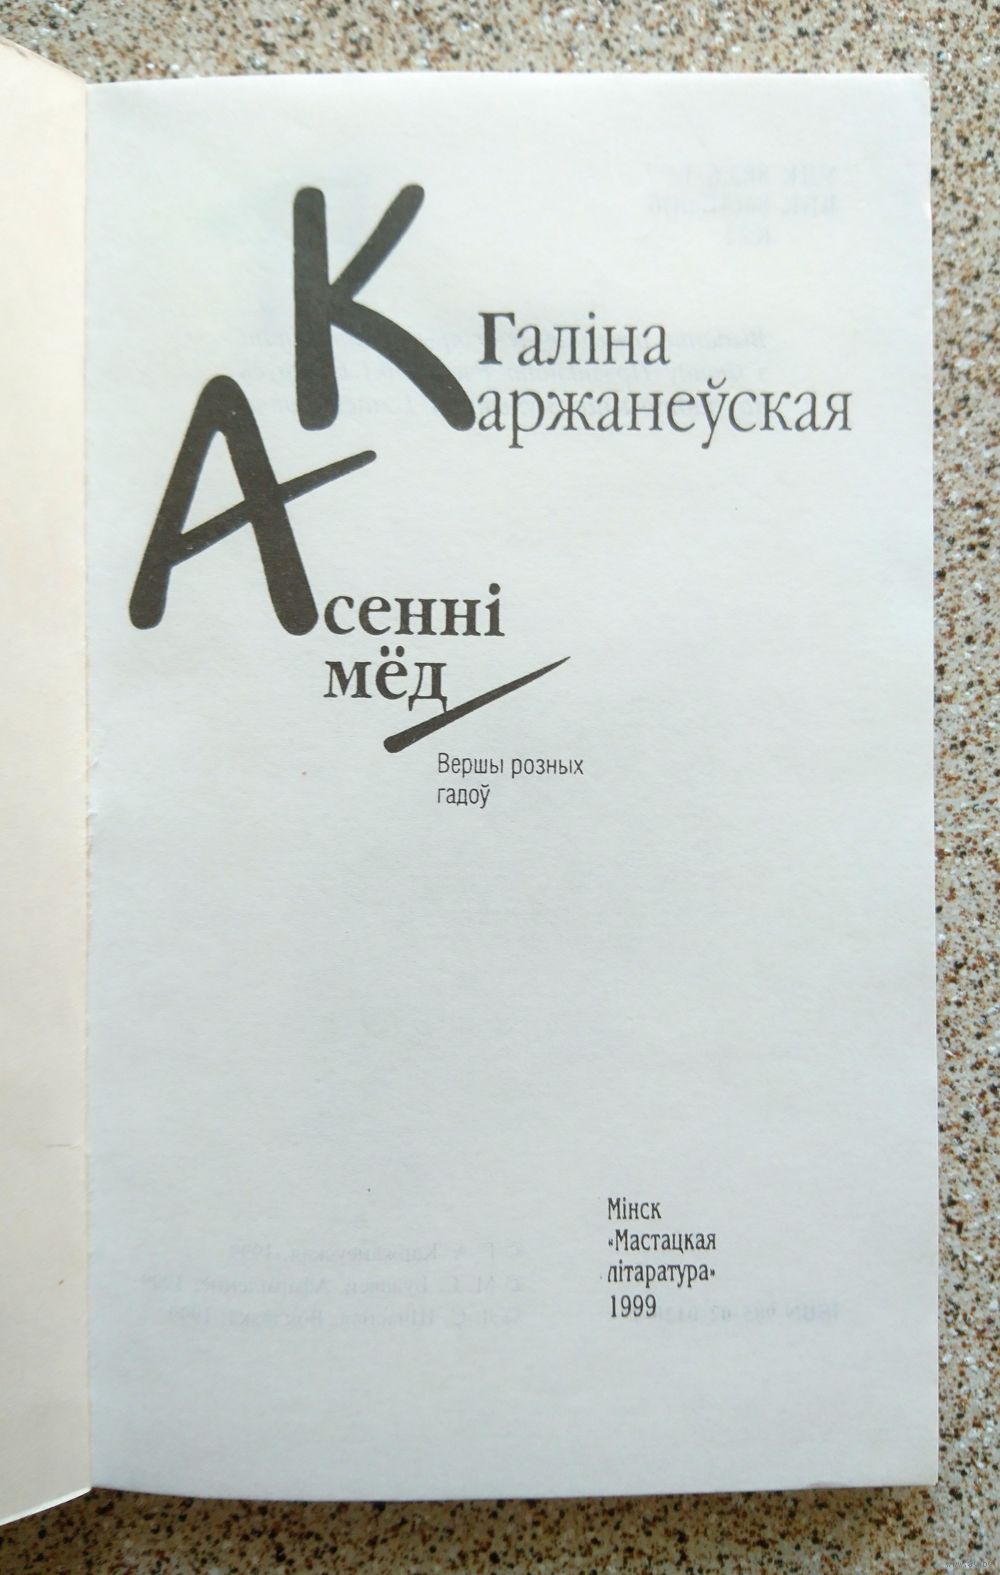 Галіна
Каржанеўская
Асенні
мёд
Вершы розных
гадоў
Мінск
«Мастацкая
літаратура»
1999